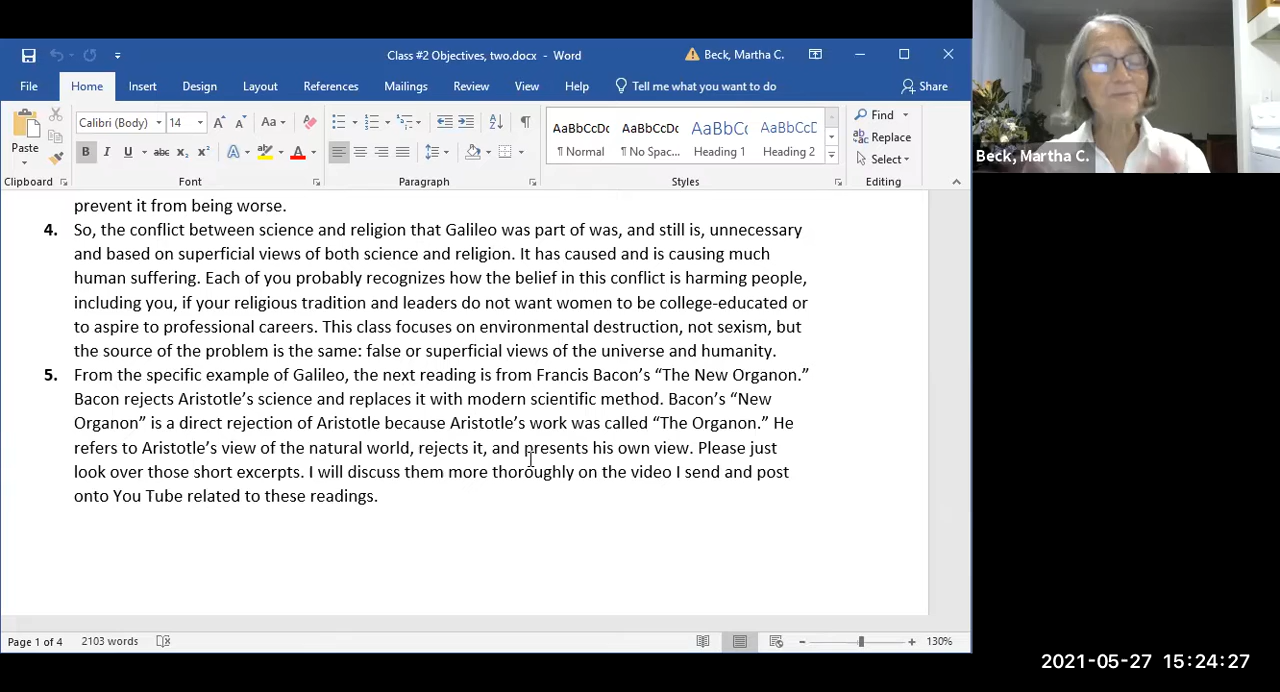 Class #2 Objectives, two.docx - Word
Beck, Martha C.
File Home Insert Design Layout References Mailings Review View Help Tell me what you want to do Share
Paste
Calibri (Body) 14
Clipboard
Font
Paragraph
AaBbCcDc AaBbCcDc AaBbCc AaBbCcD
¶ Normal ¶ No Spac... Heading 1 Heading 2
Styles
Find
Replace
Select
Editing
prevent it from being worse.
4. So, the conflict between science and religion that Galileo was part of was, and still is, unnecessary
and based on superficial views of both science and religion. It has caused and is causing much
human suffering. Each of you probably recognizes how the belief in this conflict is harming people,
including you, if your religious tradition and leaders do not want women to be college-educated or
to aspire to professional careers. This class focuses on environmental destruction, not sexism, but
the source of the problem is the same: false or superficial views of the universe and humanity.
5. From the specific example of Galileo, the next reading is from Francis Bacon’s “The New Organon.”
Bacon rejects Aristotle’s science and replaces it with modern scientific method. Bacon’s “New
Organon” is a direct rejection of Aristotle because Aristotle’s work was called “The Organon.” He
refers to Aristotle’s view of the natural world, rejects it, and presents his own view. Please just
look over those short excerpts. I will discuss them more thoroughly on the video I send and post
onto You Tube related to these readings.
Page 1 of 4 2103 words
130%
Beck, Martha C.
2021-05-27 15:24:27